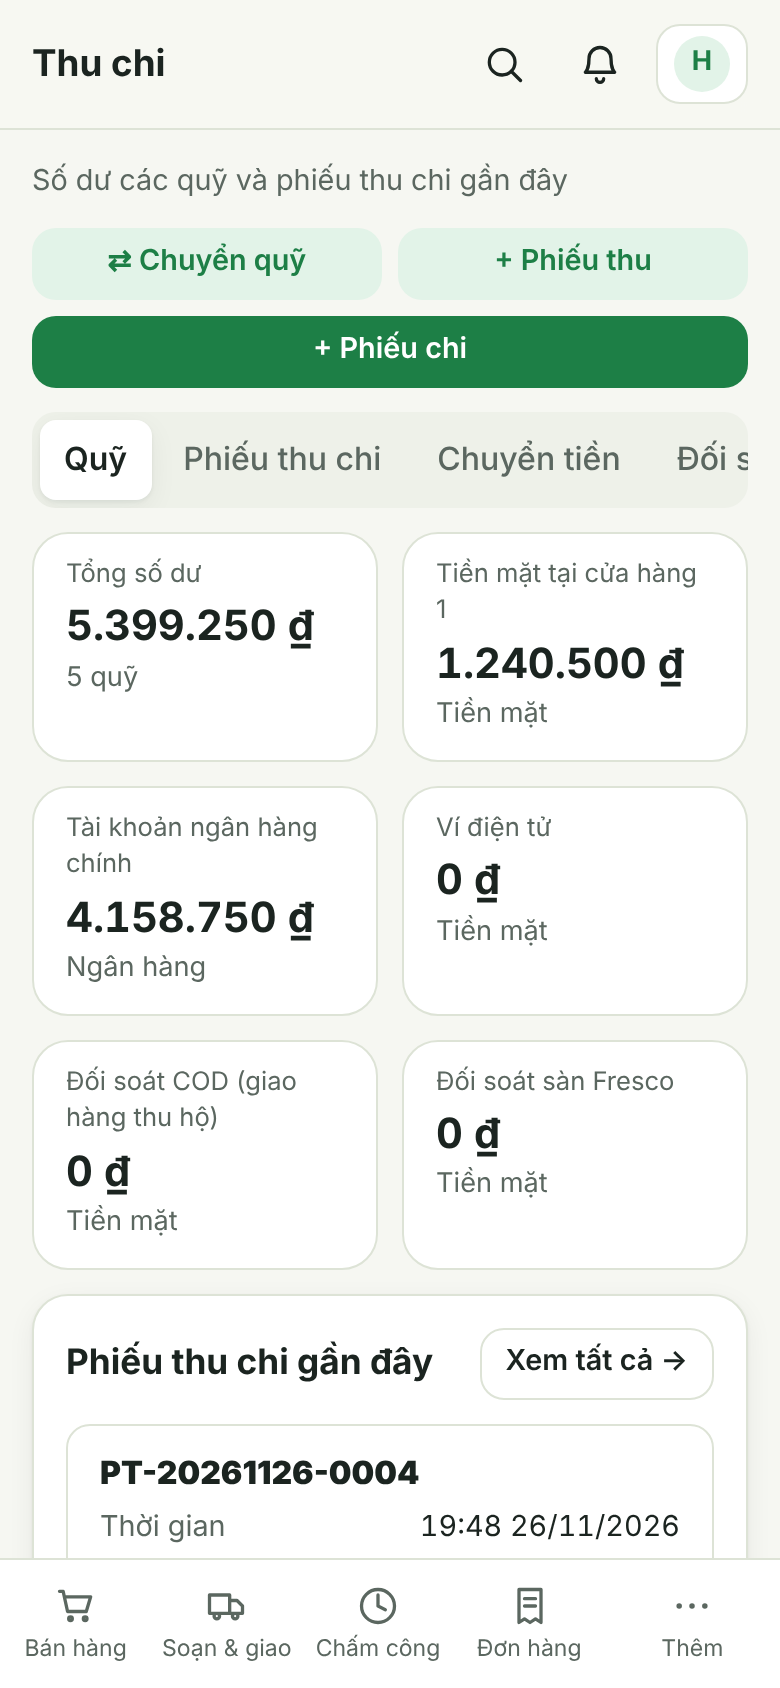 Thu chi
H
Số dư các quỹ và phiếu thu chi gần đây
⇄ Chuyển quỹ
+ Phiếu thu
+ Phiếu chi
Quỹ
Phiếu thu chi
Chuyển tiền
Đối s
Tổng số dư
5.399.250 ₫
5 quỹ
Tiền mặt tại cửa hàng
1
1.240.500 ₫
Tiền mặt
Tài khoản ngân hàng
chính
4.158.750 ₫
Ngân hàng
Ví điện tử
0 ₫
Tiền mặt
Đối soát COD (giao
hàng thu hộ)
0 ₫
Tiền mặt
Đối soát sàn Fresco
0 ₫
Tiền mặt
Phiếu thu chi gần đây
Xem tất cả →
PT-20261126-0004
Thời gian
19:48 26/11/2026
Bán hàng
Soạn & giao
Chấm công
Đơn hàng
Thêm